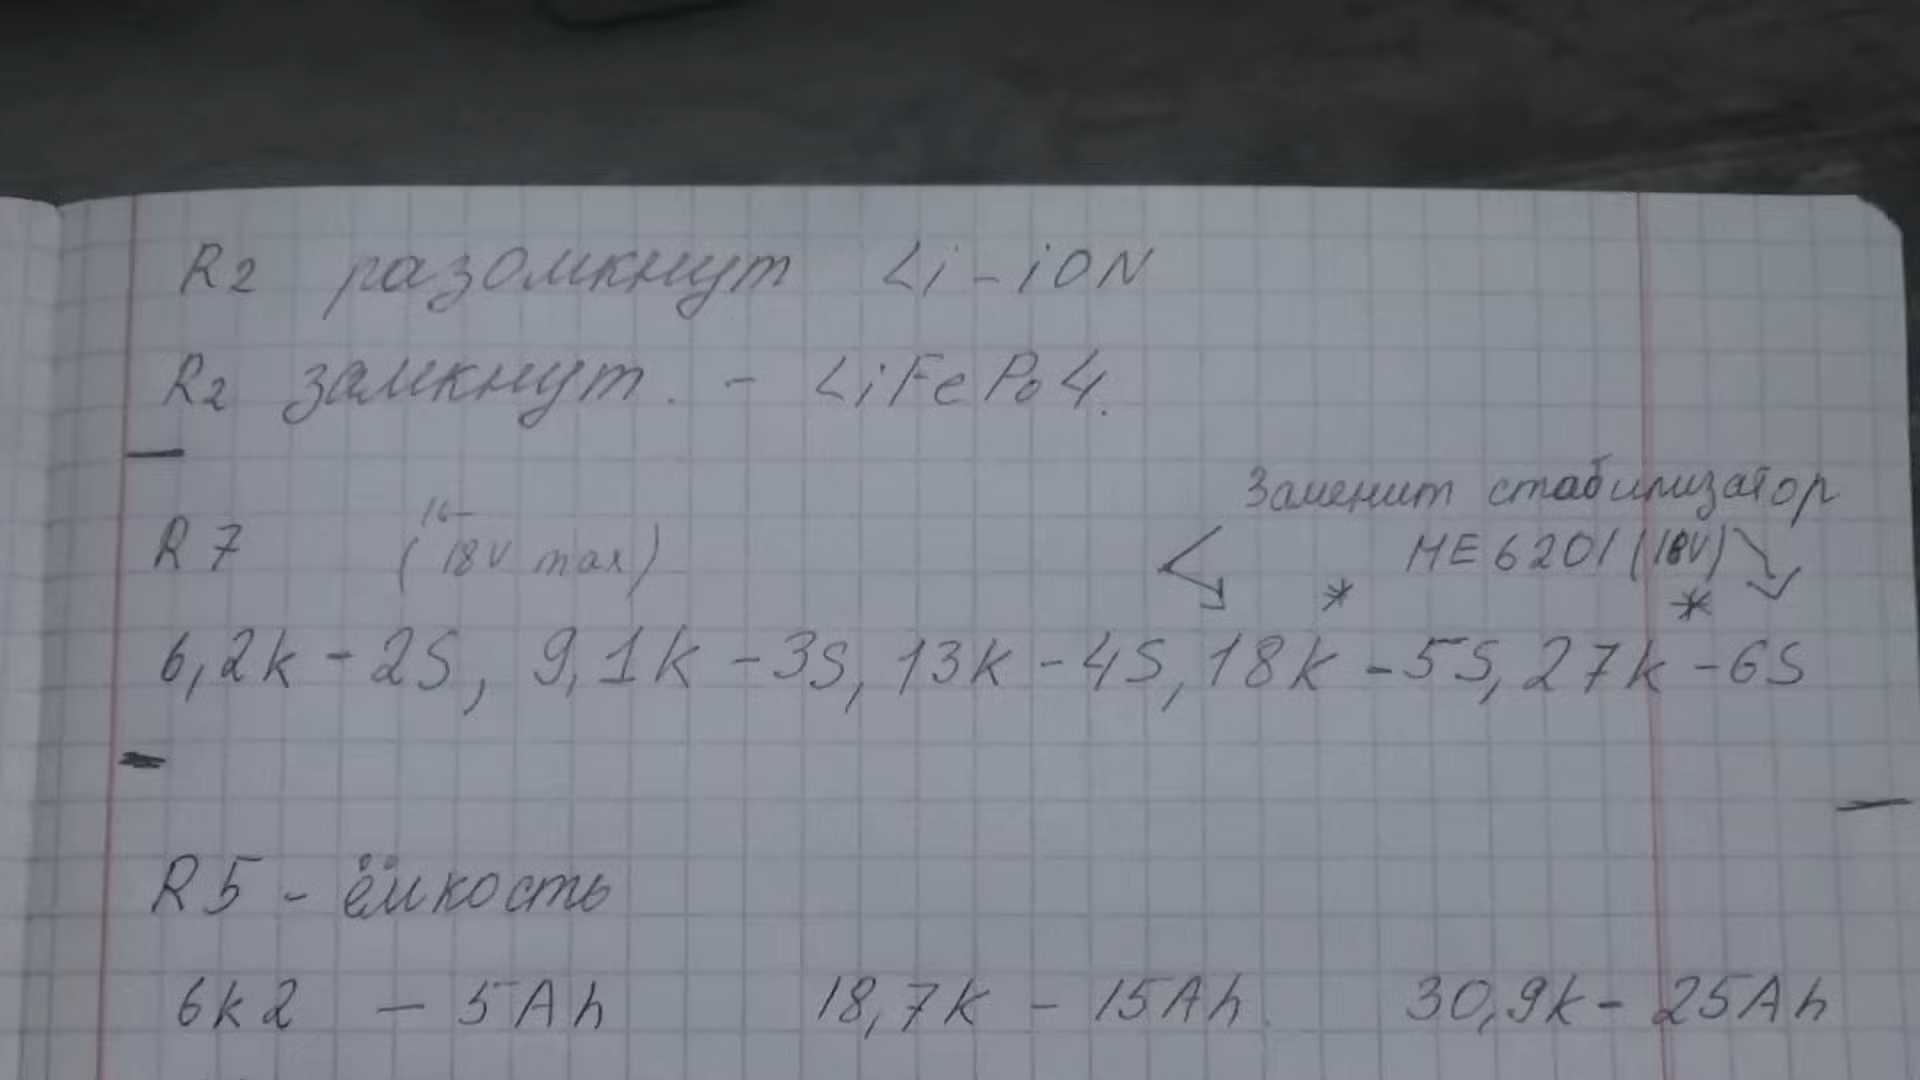 R2 разомкнут Li-iON
R2 замкнут. - LiFePo4.
Заменит стабилизатор
R7 (16-18V max) HE6201 (18V)
* *
6,2k - 2S, 9,1k - 3S, 13k - 4S, 18k - 5S, 27k - 6S
R5 - ёмкость
6k2 — 5Ah 18,7k - 15Ah 30,9k - 25Ah